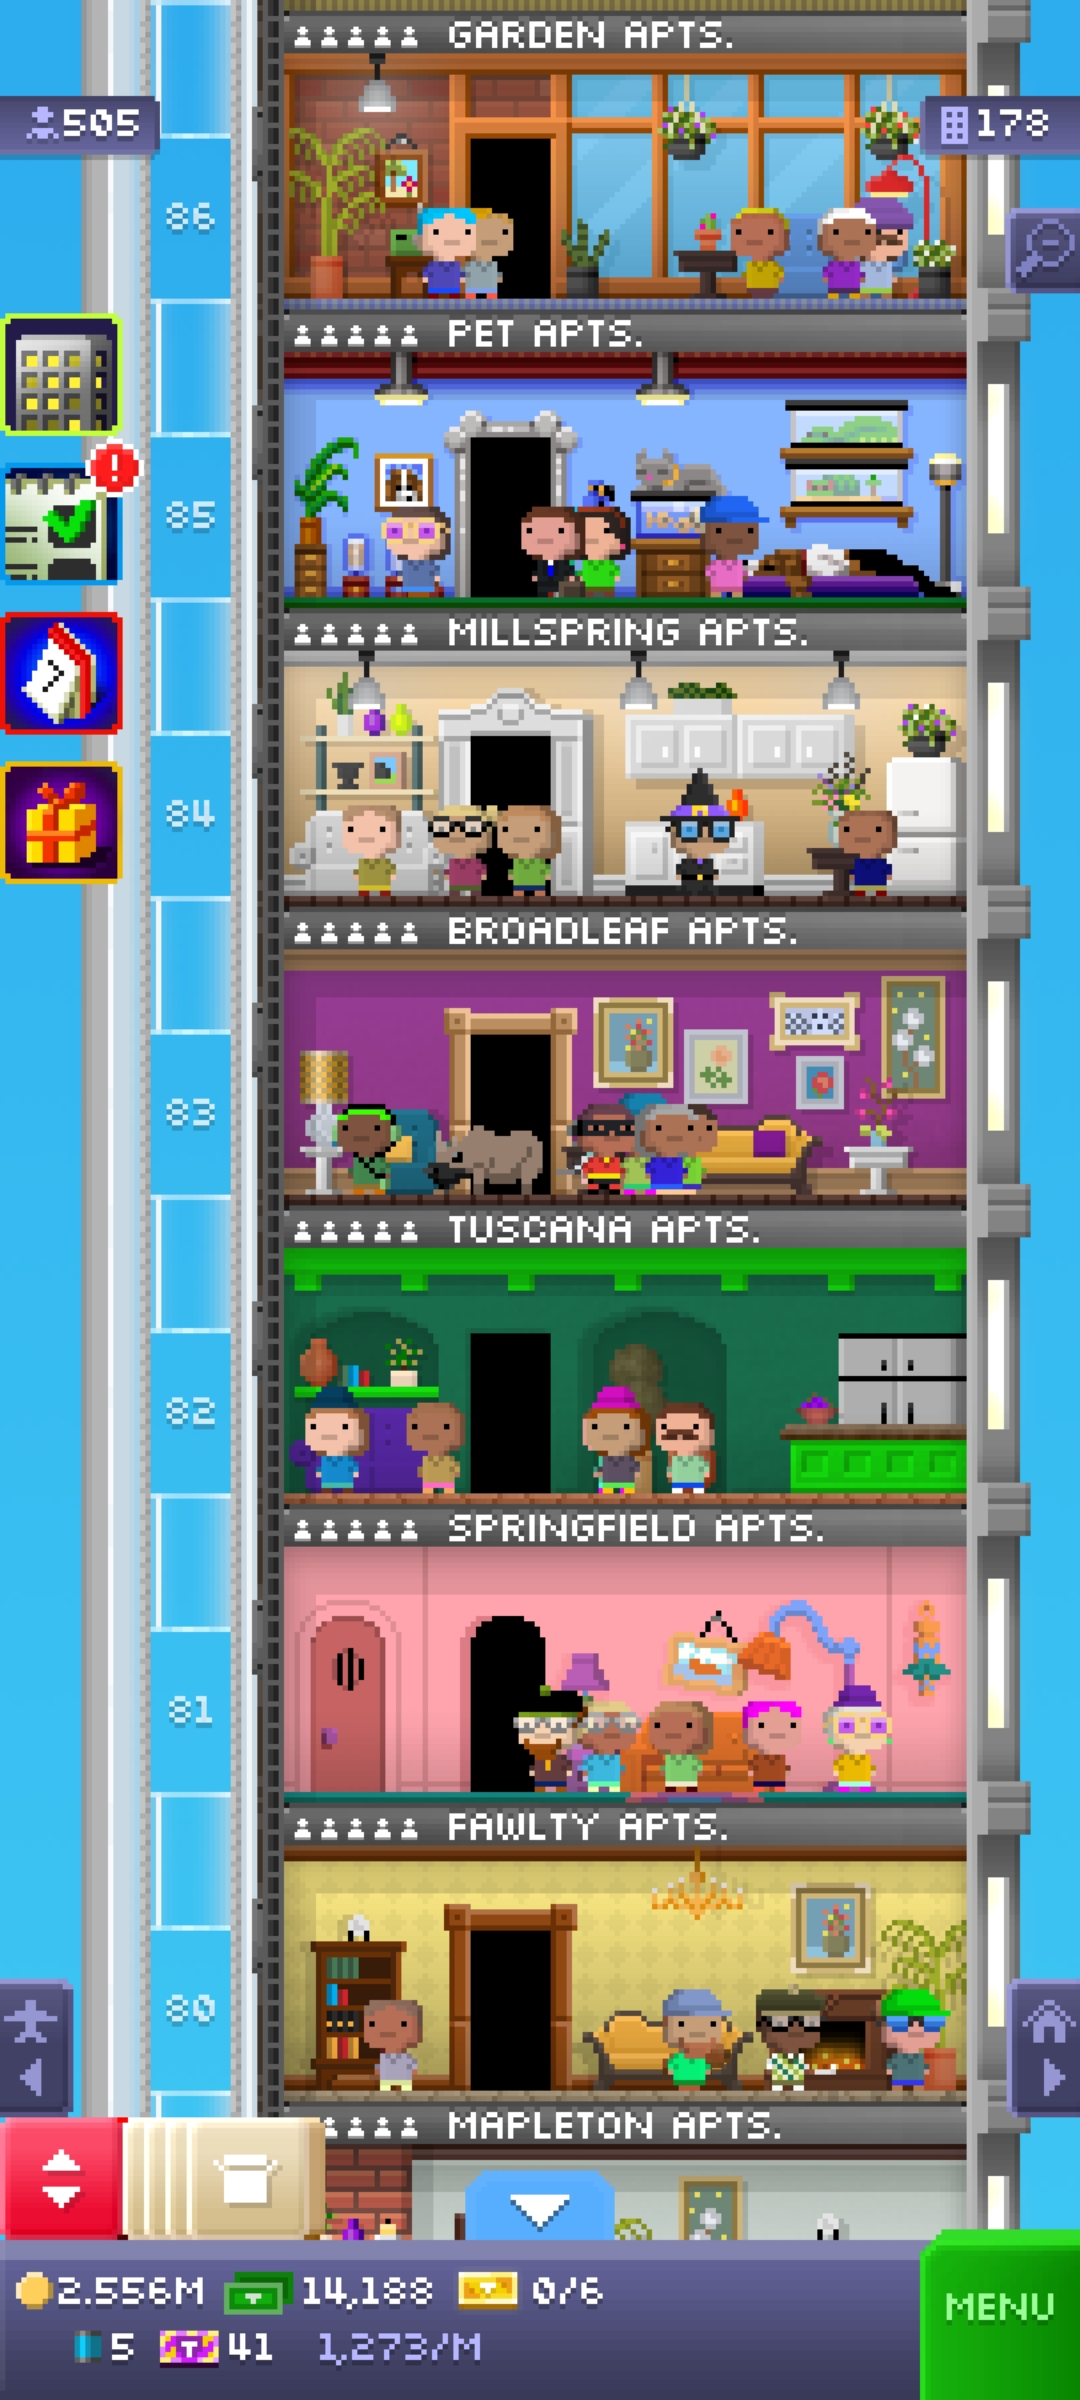 GARDEN APTS.
505
178
86
PET APTS.
85
MILLSPRING APTS.
84
BROADLEAF APTS.
83
TUSCANA APTS.
82
SPRINGFIELD APTS.
81
FAWLTY APTS.
80
MAPLETON APTS.
2.556M 14,188 0/6
5 41 1,273/M
MENU